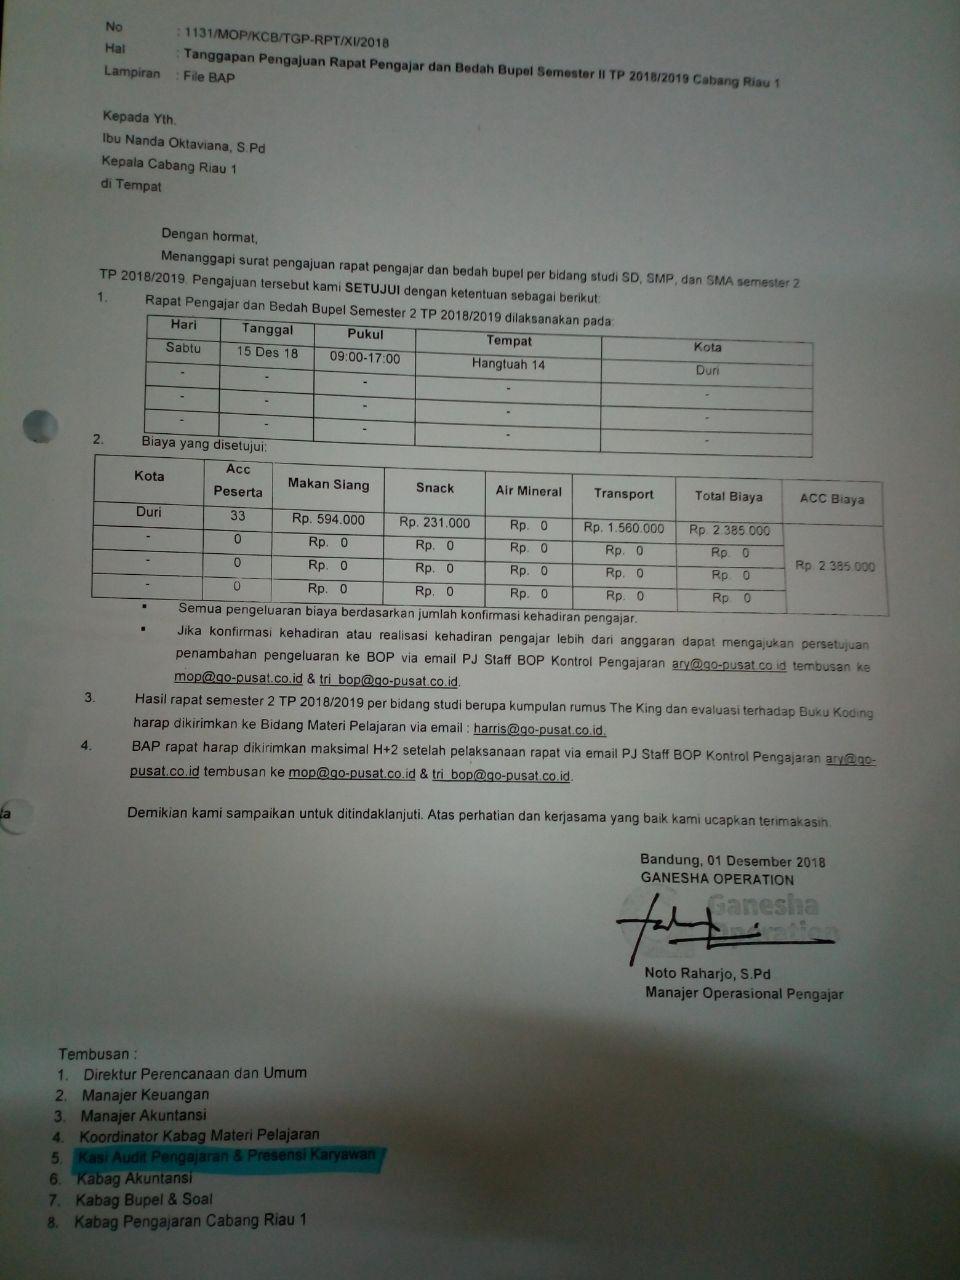 No : 1131/MOP/KCB/TGP-RPT/XI/2018
Hal : Tanggapan Pengajuan Rapat Pengajar dan Bedah Bupel Semester II TP 2018/2019 Cabang Riau 1
Lampiran : File BAP
Kepada Yth.
Ibu Nanda Oktaviana, S.Pd
Kepala Cabang Riau 1
di Tempat
Dengan hormat,
Menanggapi surat pengajuan rapat pengajar dan bedah bupel per bidang studi SD, SMP, dan SMA semester 2
TP 2018/2019. Pengajuan tersebut kami SETUJUI dengan ketentuan sebagai berikut:
1. Rapat Pengajar dan Bedah Bupel Semester 2 TP 2018/2019 dilaksanakan pada:
Hari Tanggal Pukul Tempat Kota
Sabtu 15 Des 18 09:00-17:00 Hangtuah 14 Duri
- - - - -
- - - - -
- - - - -
2. Biaya yang disetujui:
Kota Acc Peserta Makan Siang Snack Air Mineral Transport Total Biaya ACC Biaya
Duri 33 Rp. 594.000 Rp. 231.000 Rp. 0 Rp. 1.560.000 Rp. 2.385.000 Rp. 2.385.000
- 0 Rp. 0 Rp. 0 Rp. 0 Rp. 0 Rp. 0
- 0 Rp. 0 Rp. 0 Rp. 0 Rp. 0 Rp. 0
- 0 Rp. 0 Rp. 0 Rp. 0 Rp. 0 Rp. 0
▪ Semua pengeluaran biaya berdasarkan jumlah konfirmasi kehadiran pengajar.
▪ Jika konfirmasi kehadiran atau realisasi kehadiran pengajar lebih dari anggaran dapat mengajukan persetujuan
penambahan pengeluaran ke BOP via email PJ Staff BOP Kontrol Pengajaran ary@go-pusat.co.id tembusan ke
mop@go-pusat.co.id & tri_bop@go-pusat.co.id.
3. Hasil rapat semester 2 TP 2018/2019 per bidang studi berupa kumpulan rumus The King dan evaluasi terhadap Buku Koding
harap dikirimkan ke Bidang Materi Pelajaran via email : harris@go-pusat.co.id.
4. BAP rapat harap dikirimkan maksimal H+2 setelah pelaksanaan rapat via email PJ Staff BOP Kontrol Pengajaran ary@go-
pusat.co.id tembusan ke mop@go-pusat.co.id & tri_bop@go-pusat.co.id.
ta
Demikian kami sampaikan untuk ditindaklanjuti. Atas perhatian dan kerjasama yang baik kami ucapkan terimakasih.
Bandung, 01 Desember 2018
GANESHA OPERATION
Ganesha
Operation
Noto Raharjo, S.Pd
Manajer Operasional Pengajar
Tembusan :
1. Direktur Perencanaan dan Umum
2. Manajer Keuangan
3. Manajer Akuntansi
4. Koordinator Kabag Materi Pelajaran
5. Kasi Audit Pengajaran & Presensi Karyawan
6. Kabag Akuntansi
7. Kabag Bupel & Soal
8. Kabag Pengajaran Cabang Riau 1